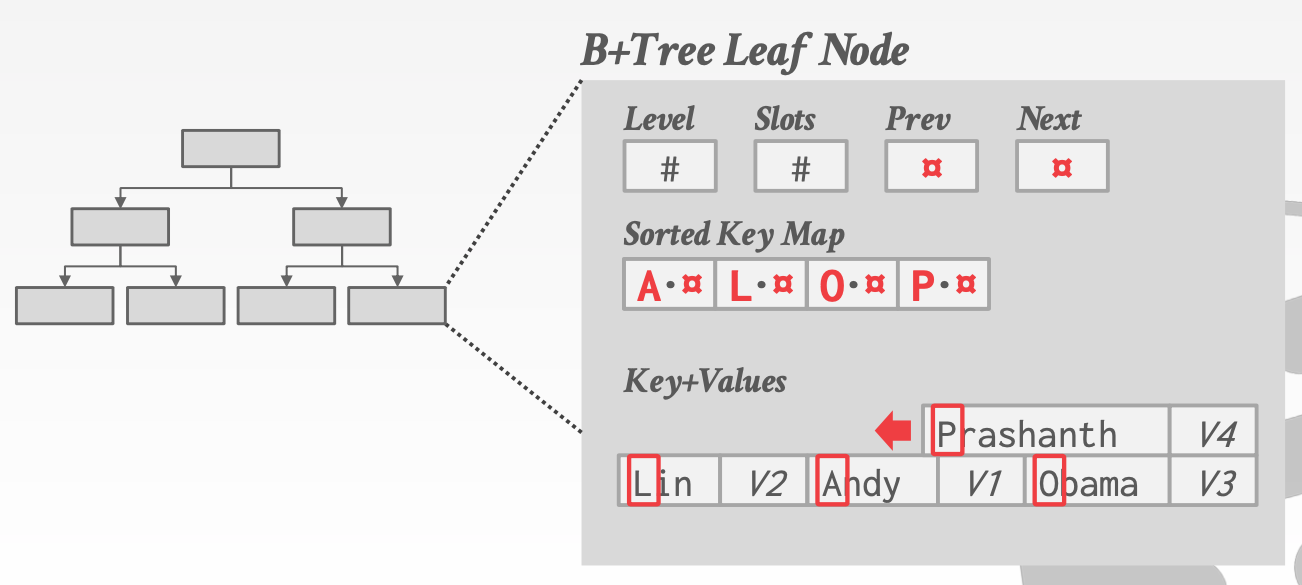 B+Tree Leaf Node
Level Slots Prev Next
# # ¤ ¤
Sorted Key Map
A·¤ L·¤ O·¤ P·¤
Key+Values
Prashanth V4
Lin V2 Andy V1 Obama V3